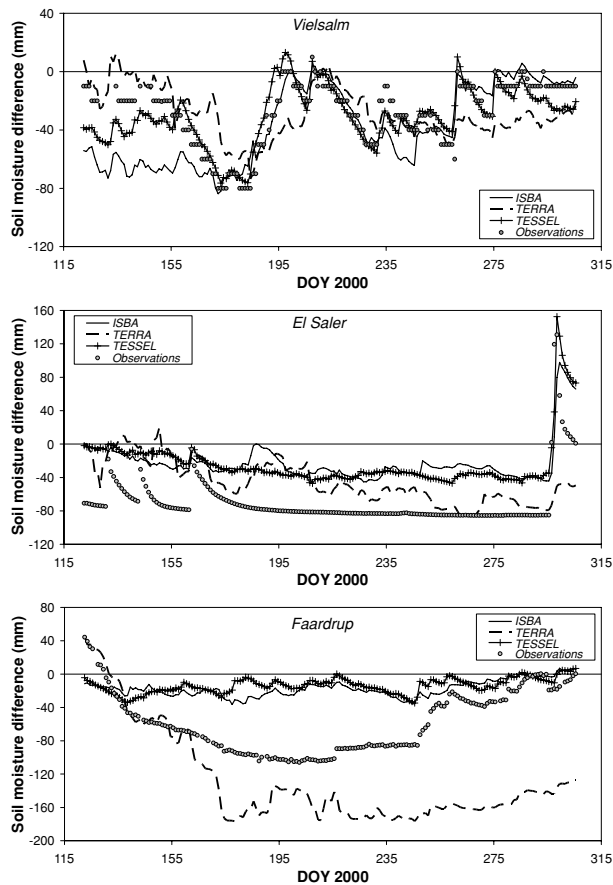 Vielsalm
Soil moisture difference (mm)
40
0
-40
-80
-120
ISBA
TERRA
TESSEL
Observations
115 155 195 235 275 315
DOY 2000
El Saler
Soil moisture difference (mm)
160
120
80
40
0
-40
-80
-120
ISBA
TERRA
TESSEL
Observations
115 155 195 235 275 315
DOY 2000
Faardrup
Soil moisture difference (mm)
80
40
0
-40
-80
-120
-160
-200
ISBA
TERRA
TESSEL
Observations
115 155 195 235 275 315
DOY 2000